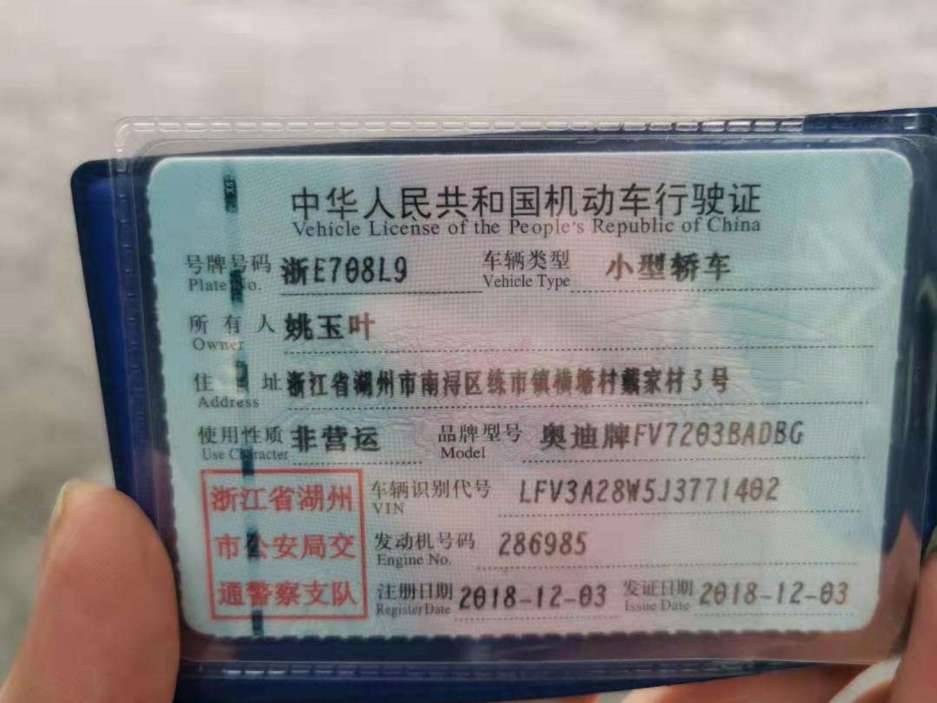 中华人民共和国机动车行驶证
Vehicle License of the People's Republic of China
号牌号码 浙E708L9 车辆类型 小型轿车
Plate No. Vehicle Type
所有人 姚玉叶
Owner
住 址 浙江省湖州市南浔区练市镇横塘村戴家村3号
Address
使用性质 非营运 品牌型号 奥迪牌FV7203BADBG
Use Character Model
浙江省湖州 车辆识别代号 LFV3A28W5J3771402
VIN
市公安局交 发动机号码 286985
Engine No.
通警察支队 注册日期 2018-12-03 发证日期 2018-12-03
Register Date Issue Date